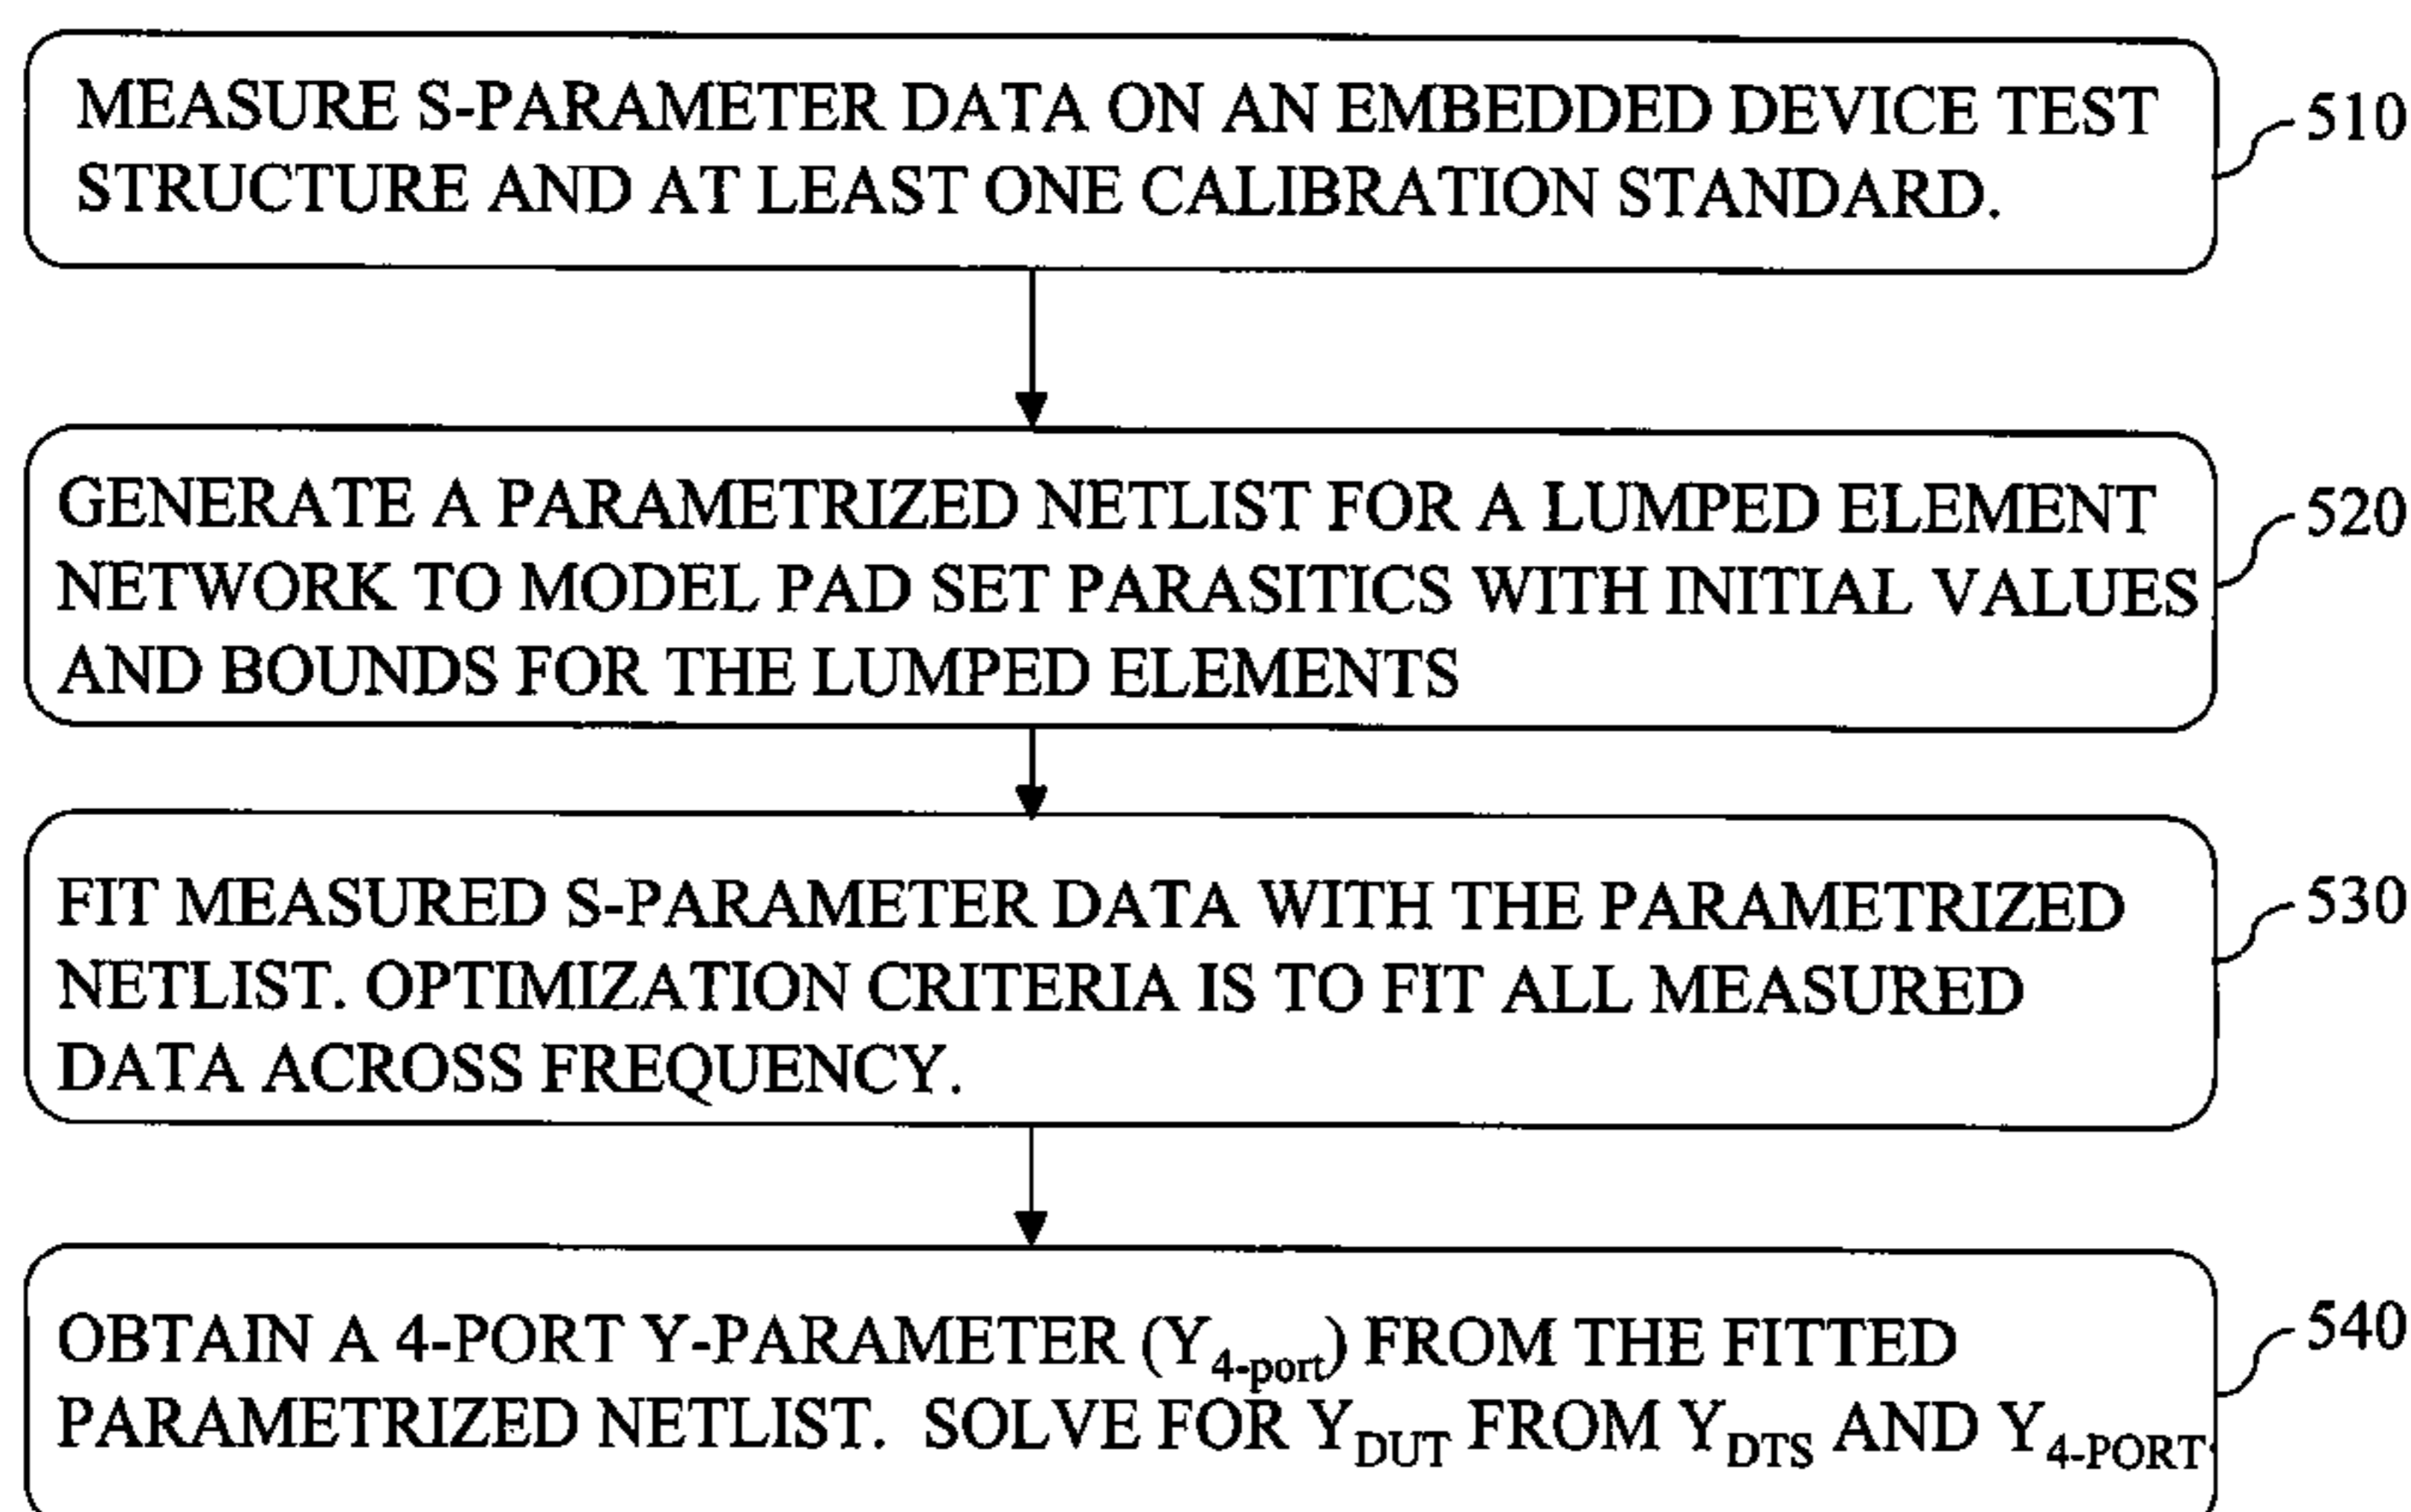 MEASURE S-PARAMETER DATA ON AN EMBEDDED DEVICE TEST
STRUCTURE AND AT LEAST ONE CALIBRATION STANDARD.
510
GENERATE A PARAMETRIZED NETLIST FOR A LUMPED ELEMENT
NETWORK TO MODEL PAD SET PARASITICS WITH INITIAL VALUES
AND BOUNDS FOR THE LUMPED ELEMENTS
520
FIT MEASURED S-PARAMETER DATA WITH THE PARAMETRIZED
NETLIST. OPTIMIZATION CRITERIA IS TO FIT ALL MEASURED
DATA ACROSS FREQUENCY.
530
OBTAIN A 4-PORT Y-PARAMETER (Y4-port) FROM THE FITTED
PARAMETRIZED NETLIST. SOLVE FOR YDUT FROM YDTS AND Y4-PORT.
540